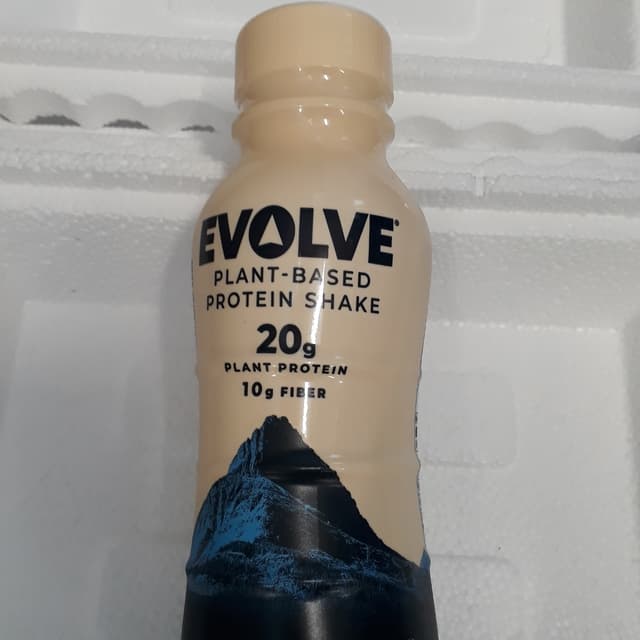 EVOLVE®
PLANT-BASED
PROTEIN SHAKE
20g
PLANT PROTEIN
10g FIBER